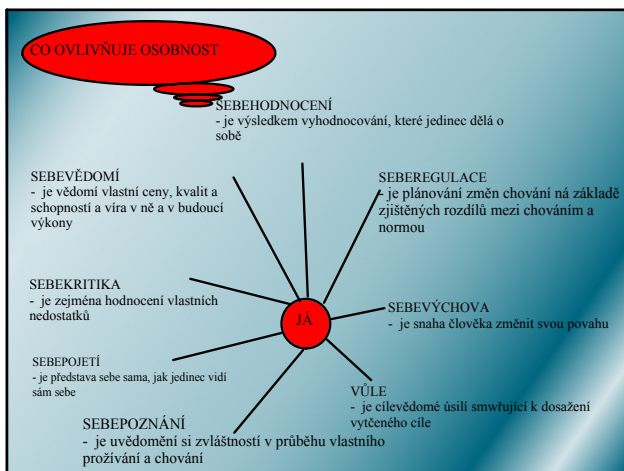 CO OVLIVŇUJE OSOBNOST
SEBEHODNOCENÍ
- je výsledkem vyhodnocování, které jedinec dělá o
sobě
SEBEVĚDOMÍ
- je vědomí vlastní ceny, kvalit a
schopností a víra v ně a v budoucí
výkony
SEBEREGULACE
- je plánování změn chování ná základě
zjištěných rozdílů mezi chováním a
normou
SEBEKRITIKA
- je zejména hodnocení vlastních
nedostatků
JÁ
SEBEVÝCHOVA
- je snaha člověka změnit svou povahu
SEBEPOJETÍ
- je představa sebe sama, jak jedinec vidí
sám sebe
VŮLE
- je cílevědomé úsilí smwřující k dosažení
vytčeného cíle
SEBEPOZNÁNÍ
- je uvědomění si zvláštností v průběhu vlastního
prožívání a chování